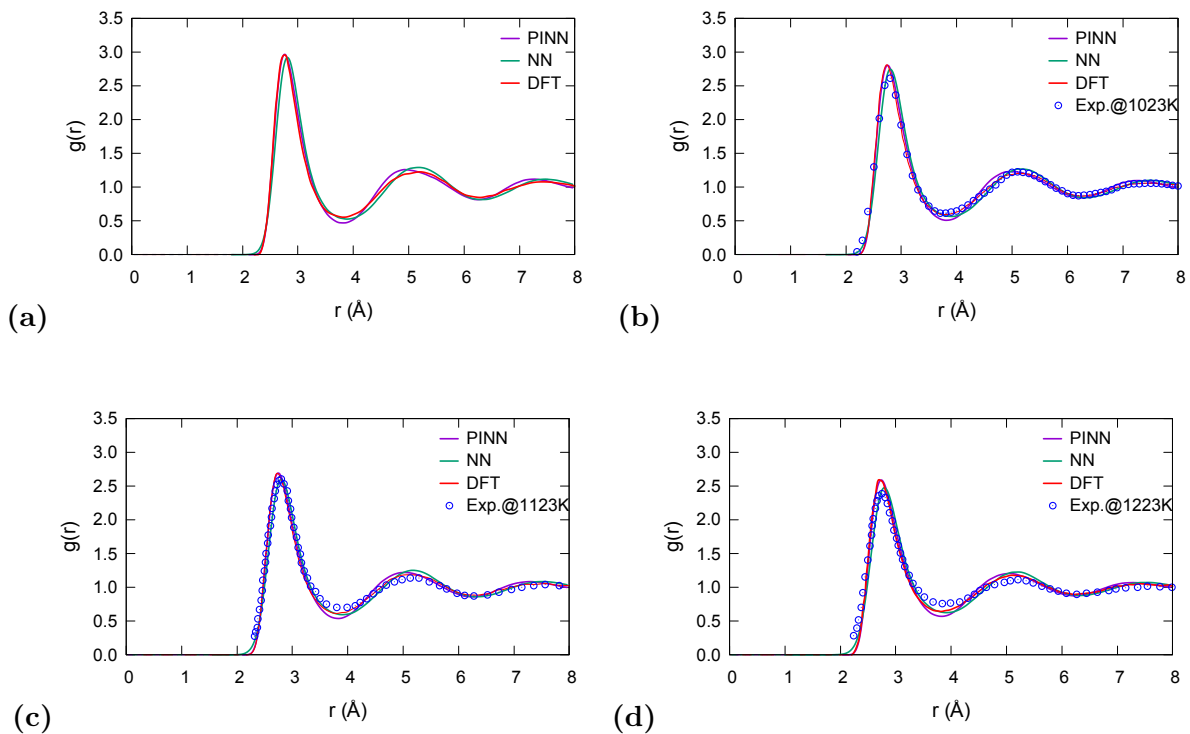 3.5
3.0
2.5
2.0
1.5
1.0
0.5
0.0
g(r)
0 1 2 3 4 5 6 7 8
r (Å)
PINN
NN
DFT
(a)
3.5
3.0
2.5
2.0
1.5
1.0
0.5
0.0
g(r)
0 1 2 3 4 5 6 7 8
r (Å)
PINN
NN
DFT
Exp.@1023K
(b)
3.5
3.0
2.5
2.0
1.5
1.0
0.5
0.0
g(r)
0 1 2 3 4 5 6 7 8
r (Å)
PINN
NN
DFT
Exp.@1123K
(c)
3.5
3.0
2.5
2.0
1.5
1.0
0.5
0.0
g(r)
0 1 2 3 4 5 6 7 8
r (Å)
PINN
NN
DFT
Exp.@1223K
(d)